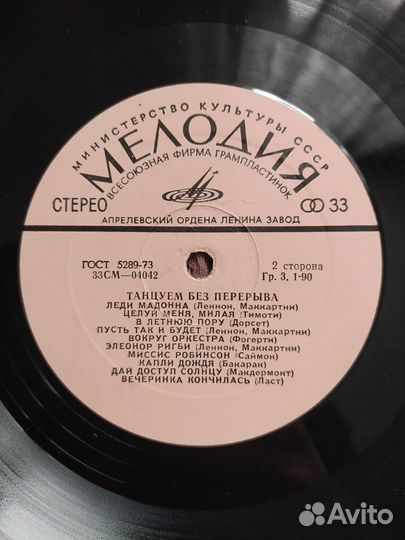 МИНИСТЕРСТВО КУЛЬТУРЫ СССР
МЕЛОДИЯ
ВСЕСОЮЗНАЯ ФИРМА ГРАМПЛАСТИНОК
СТЕРЕО
33
АПРЕЛЕВСКИЙ ОРДЕНА ЛЕНИНА ЗАВОД
ГОСТ 5289-73
2 сторона
33СМ—04042
Гр. 3. 1-90
ТАНЦУЕМ БЕЗ ПЕРЕРЫВА
ЛЕДИ МАДОННА (Леннон, Маккартни)
ЦЕЛУЙ МЕНЯ, МИЛАЯ (Тимоти)
В ЛЕТНЮЮ ПОРУ (Дорсет)
ПУСТЬ ТАК И БУДЕТ (Леннон, Маккартни)
ВОКРУГ ОРКЕСТРА (Фогерти)
ЭЛЕОНОР РИГБИ (Леннон, Маккартни)
МИССИС РОБИНСОН (Саймон)
КАПЛИ ДОЖДЯ (Бакарак)
ДАЙ ДОСТУП СОЛНЦУ (Макдермонт)
ВЕЧЕРИНКА КОНЧИЛАСЬ (Ласт)
Avito